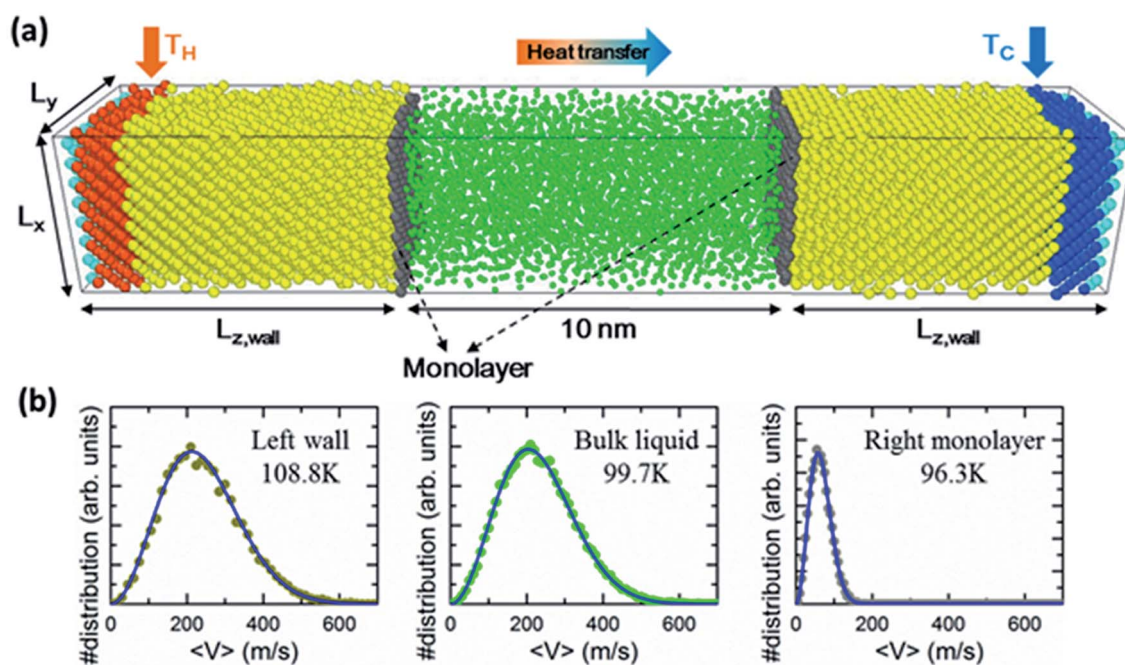 (a)
T_H
Heat transfer
T_C
L_y
L_x
L_z,wall
10 nm
L_z,wall
Monolayer
(b)
#distribution (arb. units)
Left wall
108.8K
0 200 400 600
<V> (m/s)
#distribution (arb. units)
Bulk liquid
99.7K
0 200 400 600
<V> (m/s)
#distribution (arb. units)
Right monolayer
96.3K
0 200 400 600
<V> (m/s)